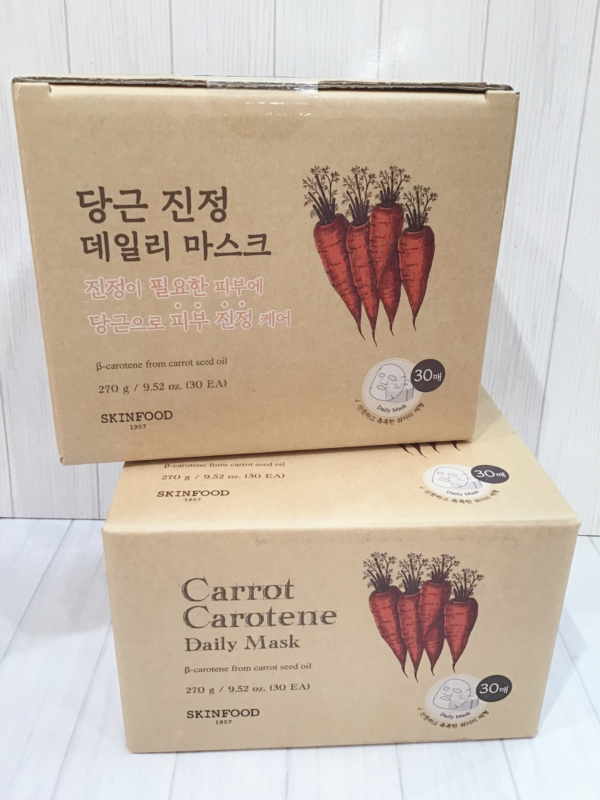 당근 진정
데일리 마스크
진정이 필요한 피부에
당근으로 피부 진정 케어
β-carotene from carrot seed oil
270 g / 9.52 oz. (30 EA)
SKINFOOD
1957
30매
Daily Mask
β-carotene from carrot seed oil
270 g / 9.52 oz. (30 EA)
SKINFOOD
1957
30매
Daily Mask
Carrot
Carotene
Daily Mask
β-carotene from carrot seed oil
270 g / 9.52 oz. (30 EA)
SKINFOOD
1957
30매
Daily Mask